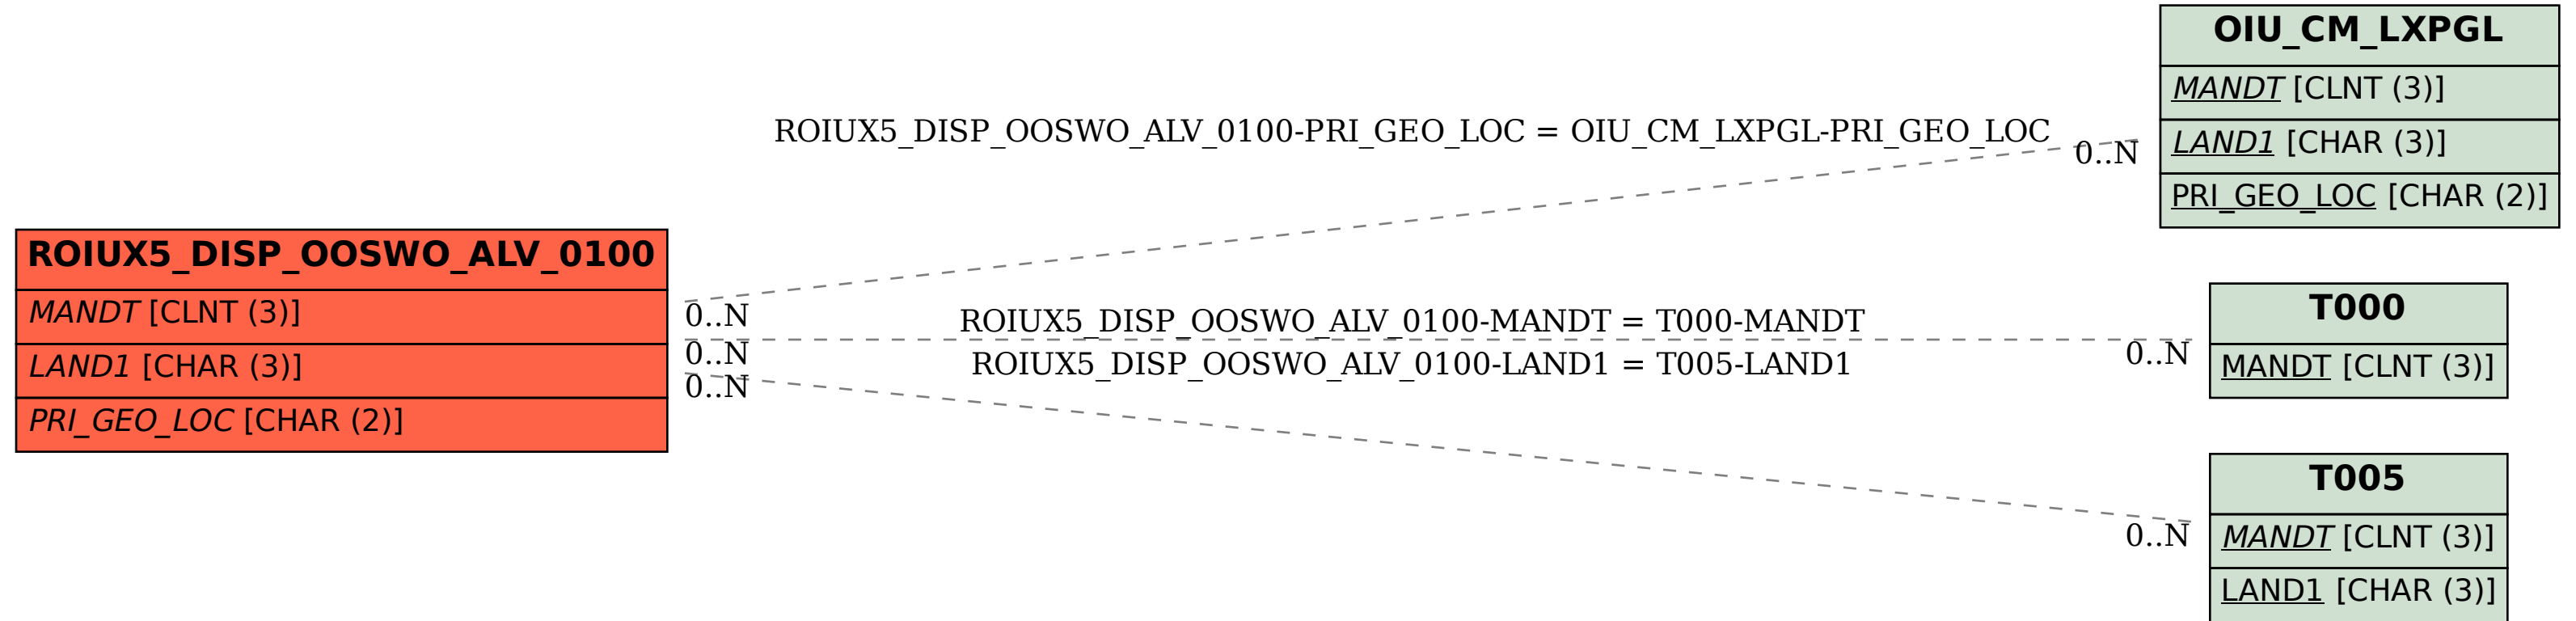 OIU_CM_LXPGL
MANDT [CLNT (3)]
LAND1 [CHAR (3)]
PRI_GEO_LOC [CHAR (2)]
ROIUX5_DISP_OOSWO_ALV_0100-PRI_GEO_LOC = OIU_CM_LXPGL-PRI_GEO_LOC
0..N
ROIUX5_DISP_OOSWO_ALV_0100
MANDT [CLNT (3)]
LAND1 [CHAR (3)]
PRI_GEO_LOC [CHAR (2)]
0..N
0..N
0..N
ROIUX5_DISP_OOSWO_ALV_0100-MANDT = T000-MANDT
ROIUX5_DISP_OOSWO_ALV_0100-LAND1 = T005-LAND1
0..N
T000
MANDT [CLNT (3)]
0..N
T005
MANDT [CLNT (3)]
LAND1 [CHAR (3)]